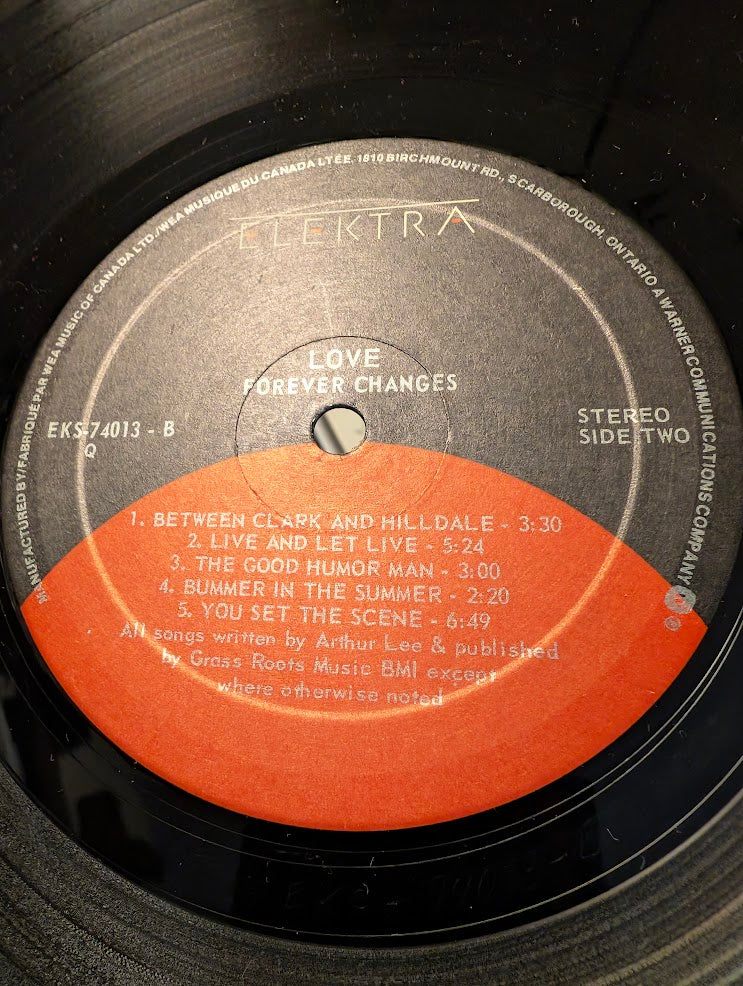 MANUFACTURED BY/FABRIQUÉ PAR WEA MUSIC OF CANADA LTD./WEA MUSIQUE DU CANADA LTÉE, 1810 BIRCHMOUNT RD., SCARBOROUGH, ONTARIO A WARNER COMMUNICATIONS COMPANY
ELEKTRA
LOVE
FOREVER CHANGES
EKS-74013 - B
Q
STEREO
SIDE TWO
1. BETWEEN CLARK AND HILLDALE - 3:30
2. LIVE AND LET LIVE - 5:24
3. THE GOOD HUMOR MAN - 3:00
4. BUMMER IN THE SUMMER - 2:20
5. YOU SET THE SCENE - 6:49
All songs written by Arthur Lee & published
by Grass Roots Music BMI except
where otherwise noted